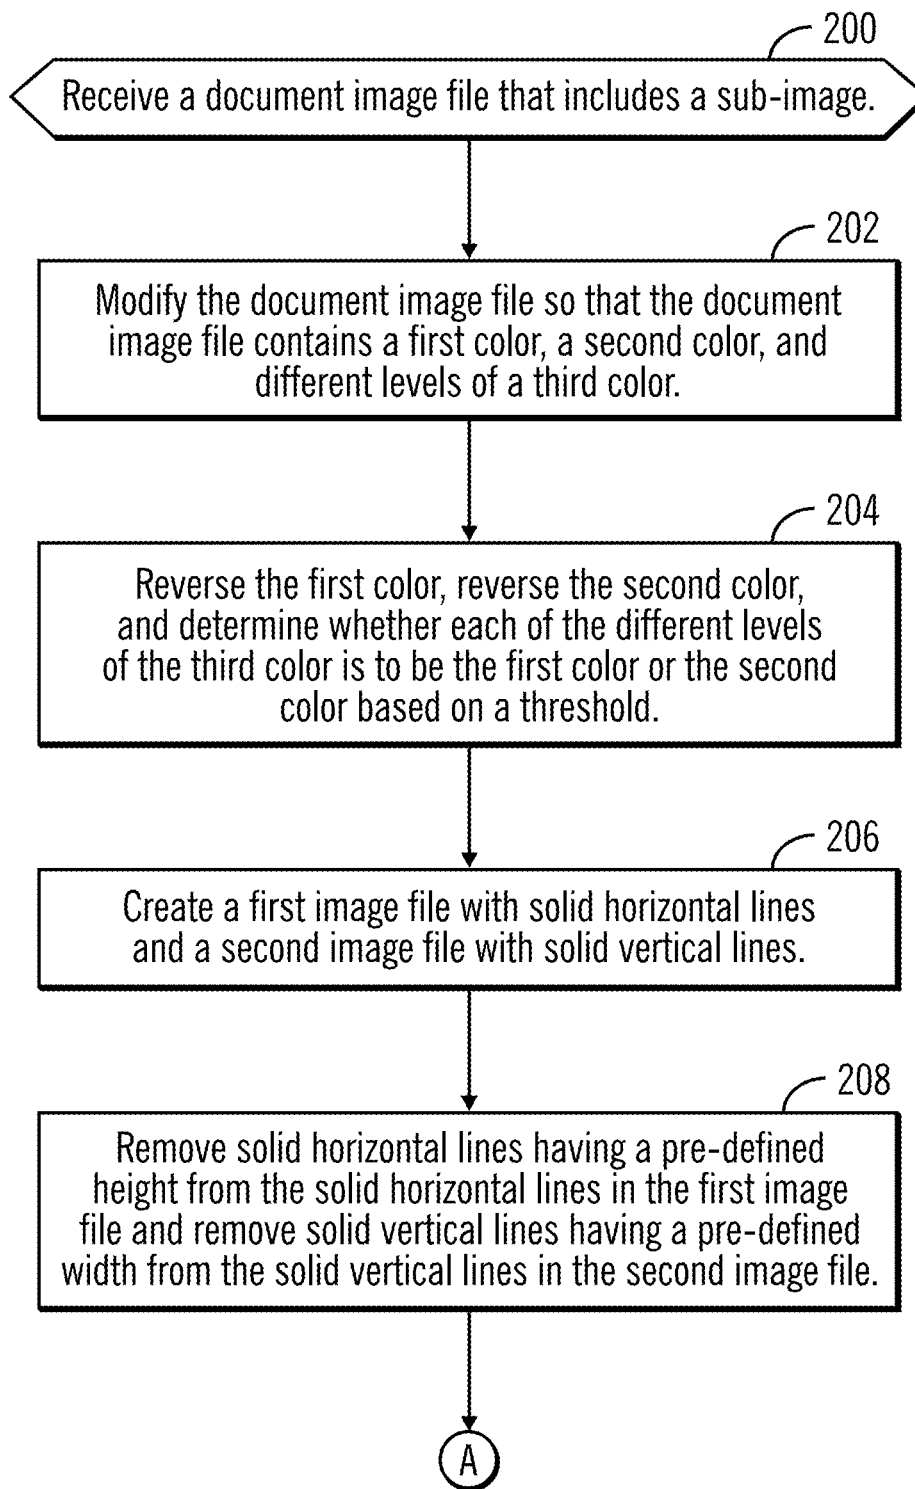 200
Receive a document image file that includes a sub-image.
202
Modify the document image file so that the document
image file contains a first color, a second color, and
different levels of a third color.
204
Reverse the first color, reverse the second color,
and determine whether each of the different levels
of the third color is to be the first color or the second
color based on a threshold.
206
Create a first image file with solid horizontal lines
and a second image file with solid vertical lines.
208
Remove solid horizontal lines having a pre-defined
height from the solid horizontal lines in the first image
file and remove solid vertical lines having a pre-defined
width from the solid vertical lines in the second image file.
A